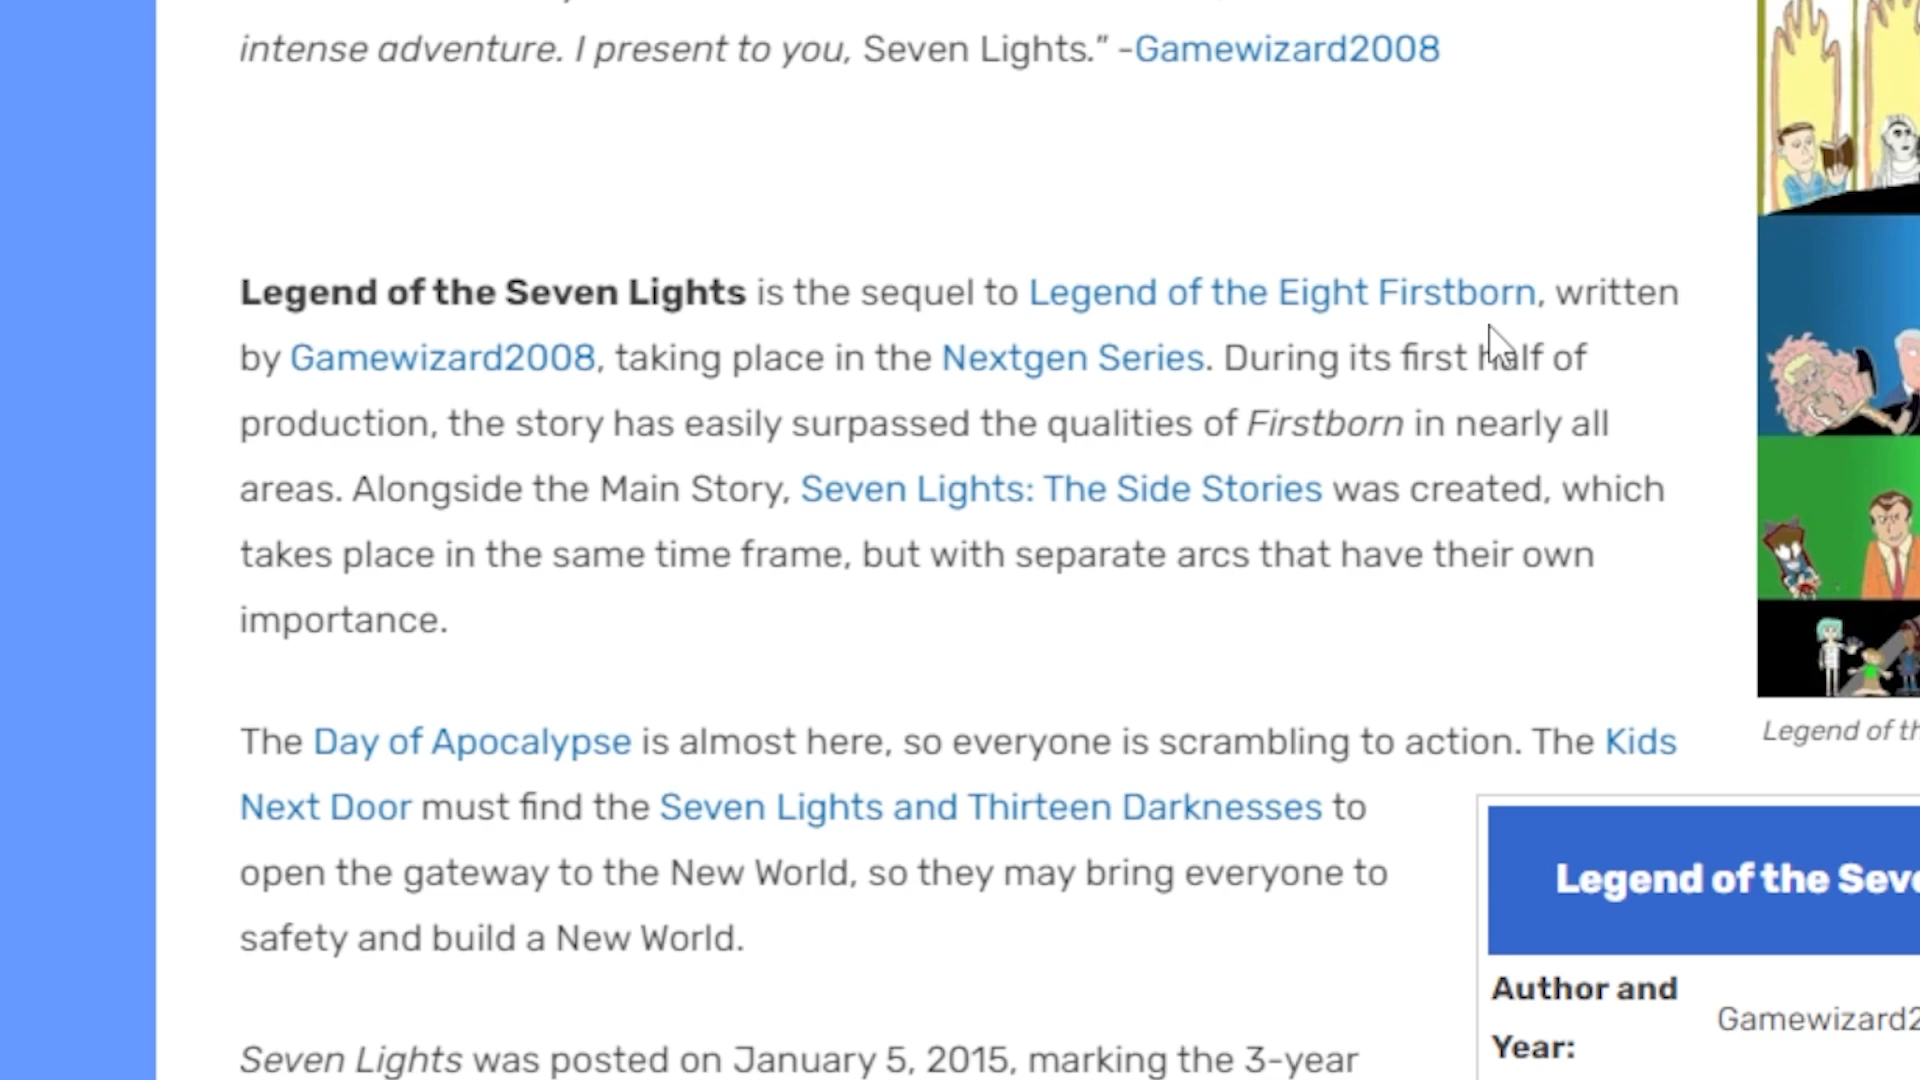 intense adventure. I present to you, Seven Lights.” -Gamewizard2008
Legend of the Seven Lights is the sequel to Legend of the Eight Firstborn, written
by Gamewizard2008, taking place in the Nextgen Series. During its first half of
production, the story has easily surpassed the qualities of Firstborn in nearly all
areas. Alongside the Main Story, Seven Lights: The Side Stories was created, which
takes place in the same time frame, but with separate arcs that have their own
importance.
The Day of Apocalypse is almost here, so everyone is scrambling to action. The Kids
Next Door must find the Seven Lights and Thirteen Darknesses to
open the gateway to the New World, so they may bring everyone to
safety and build a New World.
Seven Lights was posted on January 5, 2015, marking the 3-year
Legend of th
Legend of the Seve
Author and
Year:
Gamewizard2